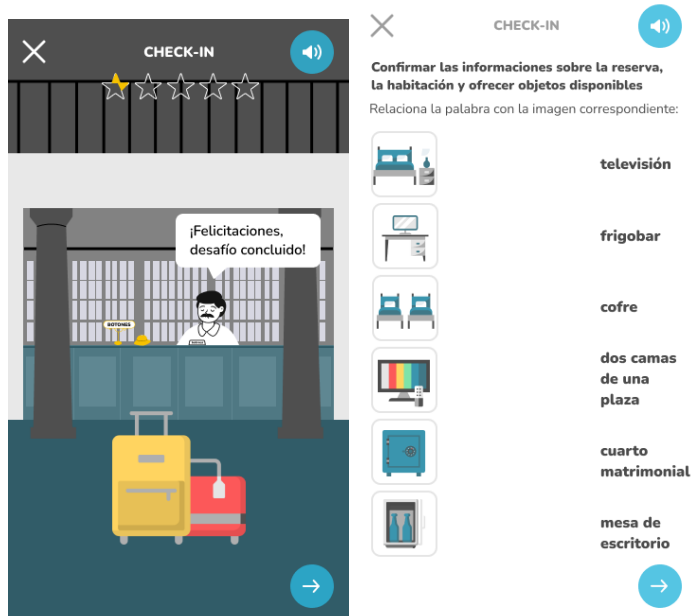 CHECK-IN
¡Felicitaciones,
desafío concluido!
BOTONES
CHECK-IN
Confirmar las informaciones sobre la reserva,
la habitación y ofrecer objetos disponibles
Relaciona la palabra con la imagen correspondiente:
televisión
frigobar
cofre
dos camas
de una
plaza
cuarto
matrimonial
mesa de
escritorio